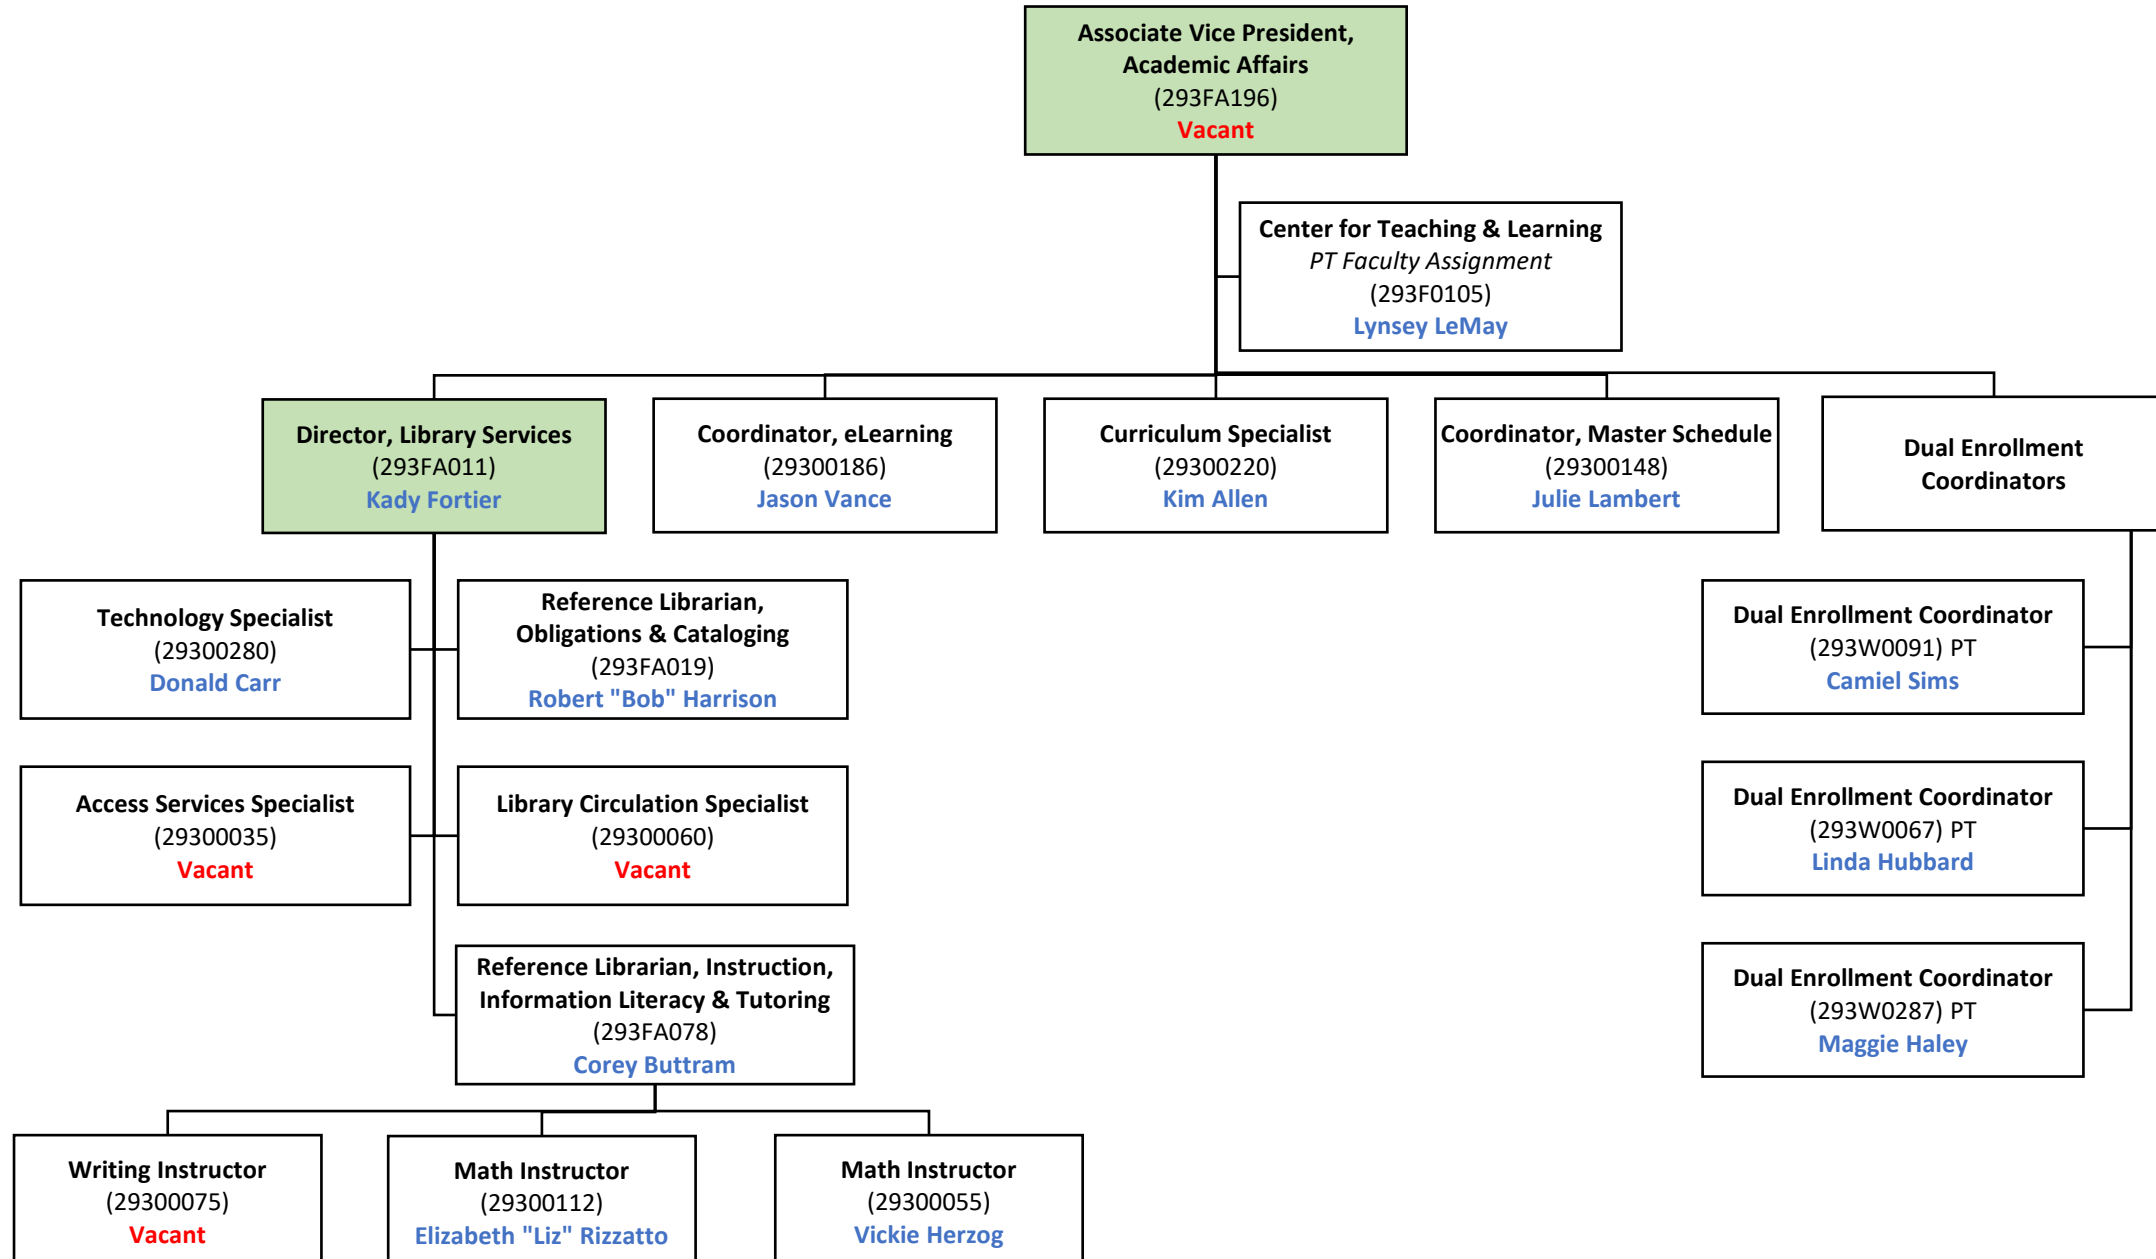 Associate Vice President,
Academic Affairs
(293FA196)
Vacant
Center for Teaching & Learning
PT Faculty Assignment
(293F0105)
Lynsey LeMay
Director, Library Services
(293FA011)
Kady Fortier
Coordinator, eLearning
(29300186)
Jason Vance
Curriculum Specialist
(29300220)
Kim Allen
Coordinator, Master Schedule
(29300148)
Julie Lambert
Dual Enrollment
Coordinators
Technology Specialist
(29300280)
Donald Carr
Reference Librarian,
Obligations & Cataloging
(293FA019)
Robert "Bob" Harrison
Dual Enrollment Coordinator
(293W0091) PT
Camiel Sims
Access Services Specialist
(29300035)
Vacant
Library Circulation Specialist
(29300060)
Vacant
Dual Enrollment Coordinator
(293W0067) PT
Linda Hubbard
Reference Librarian, Instruction,
Information Literacy & Tutoring
(293FA078)
Corey Buttram
Dual Enrollment Coordinator
(293W0287) PT
Maggie Haley
Writing Instructor
(29300075)
Vacant
Math Instructor
(29300112)
Elizabeth "Liz" Rizzatto
Math Instructor
(29300055)
Vickie Herzog